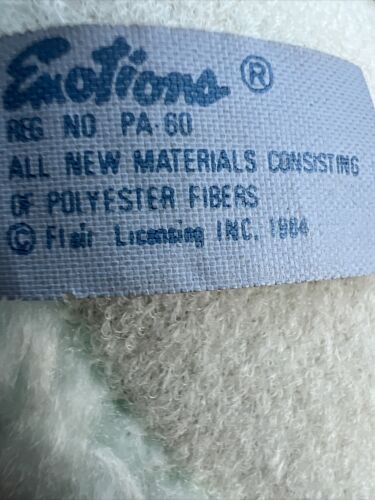 Emotions ®
REG NO PA-60
ALL NEW MATERIALS CONSISTING
OF POLYESTER FIBERS
© Flair Licensing INC. 1984